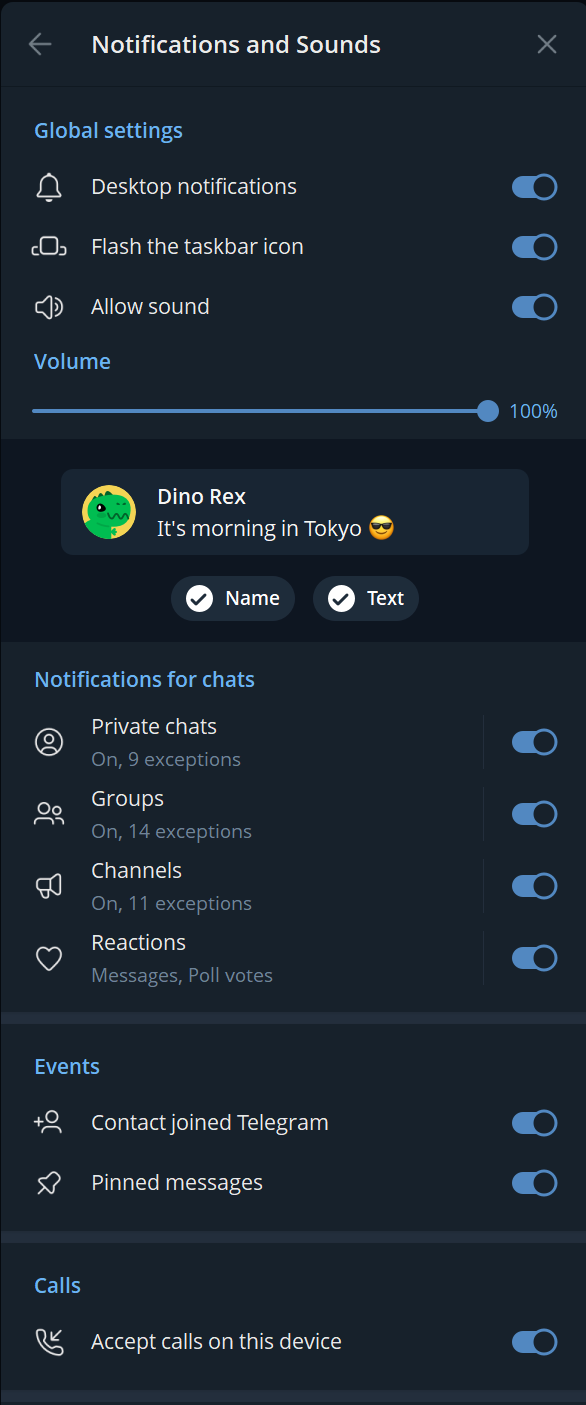 Notifications and Sounds
Global settings
Desktop notifications
Flash the taskbar icon
Allow sound
Volume
100%
Dino Rex
It's morning in Tokyo 😎
Name
Text
Notifications for chats
Private chats
On, 9 exceptions
Groups
On, 14 exceptions
Channels
On, 11 exceptions
Reactions
Messages, Poll votes
Events
Contact joined Telegram
Pinned messages
Calls
Accept calls on this device